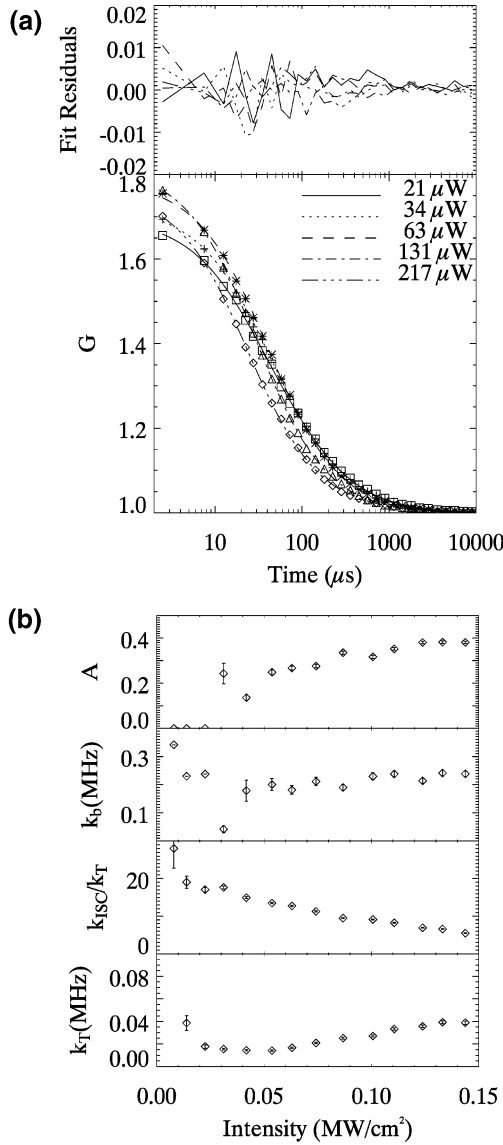 (a)
Fit Residuals
0.02
0.01
0.00
-0.01
-0.02
G
1.8
1.6
1.4
1.2
1.0
21 μW
34 μW
63 μW
131 μW
217 μW
10
100
1000
10000
Time (μs)
(b)
A
0.4
0.2
0.0
k_b(MHz)
0.3
0.1
k_ISC/k_T
20
0
k_T(MHz)
0.08
0.04
0.00
0.00
0.05
0.10
0.15
Intensity (MW/cm²)